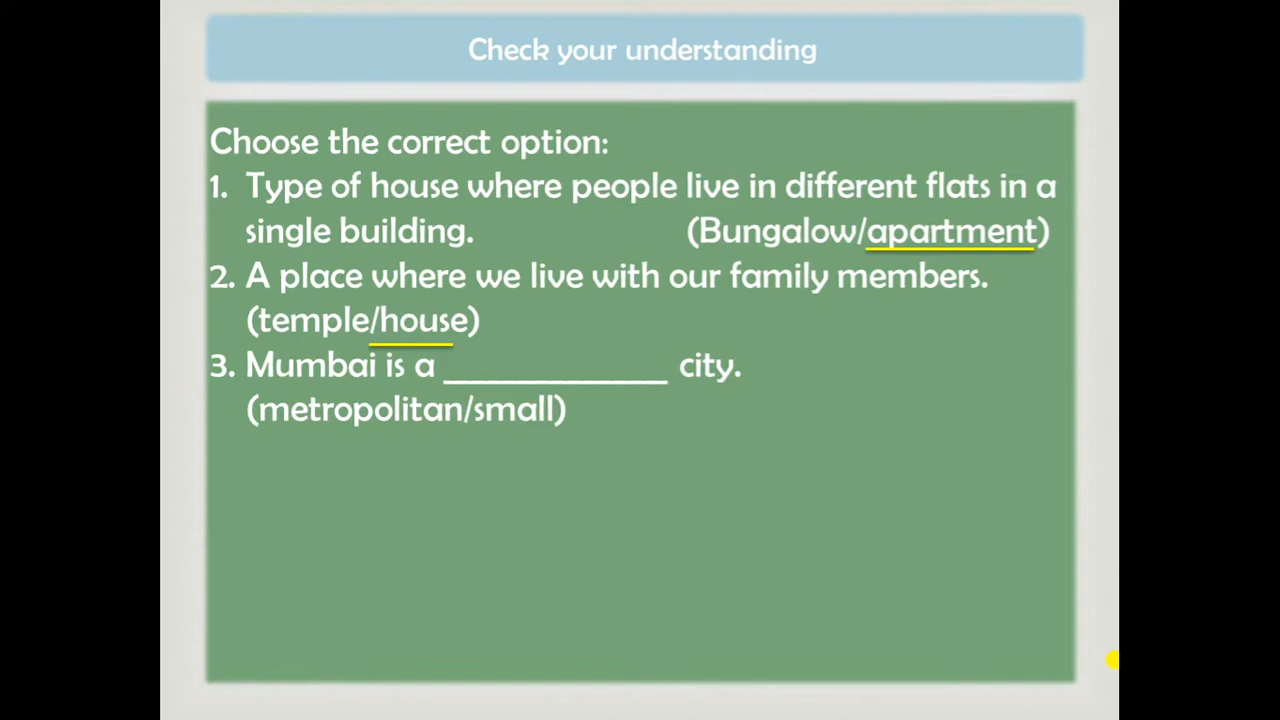 Check your understanding
Choose the correct option:
1. Type of house where people live in different flats in a
single building. (Bungalow/apartment)
2. A place where we live with our family members.
(temple/house)
3. Mumbai is a ____________ city.
(metropolitan/small)